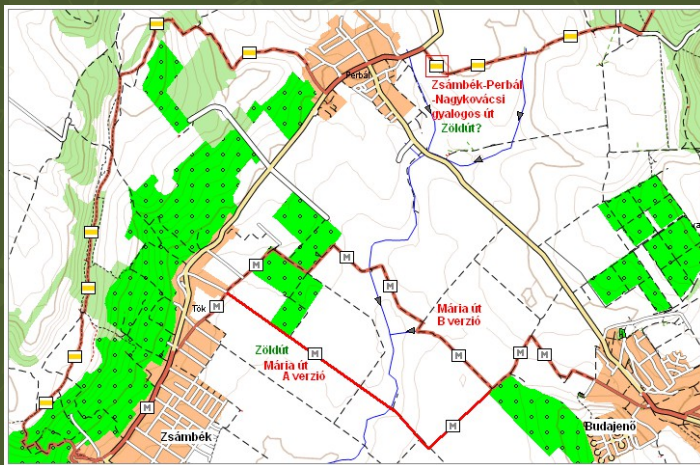 Perbál
Zsámbék-Perbál
-Nagykovácsi
gyalogos út
Zöldút?
M
M
M
Tök
M
Mária út
B verzió
Zöldút
Mária út
A verzió
M
M
M
M
M
M
Zsámbék
Budajenő